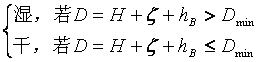 湿，若D = H + ζ + h_B > D_min
干，若D = H + ζ + h_B ≤ D_min